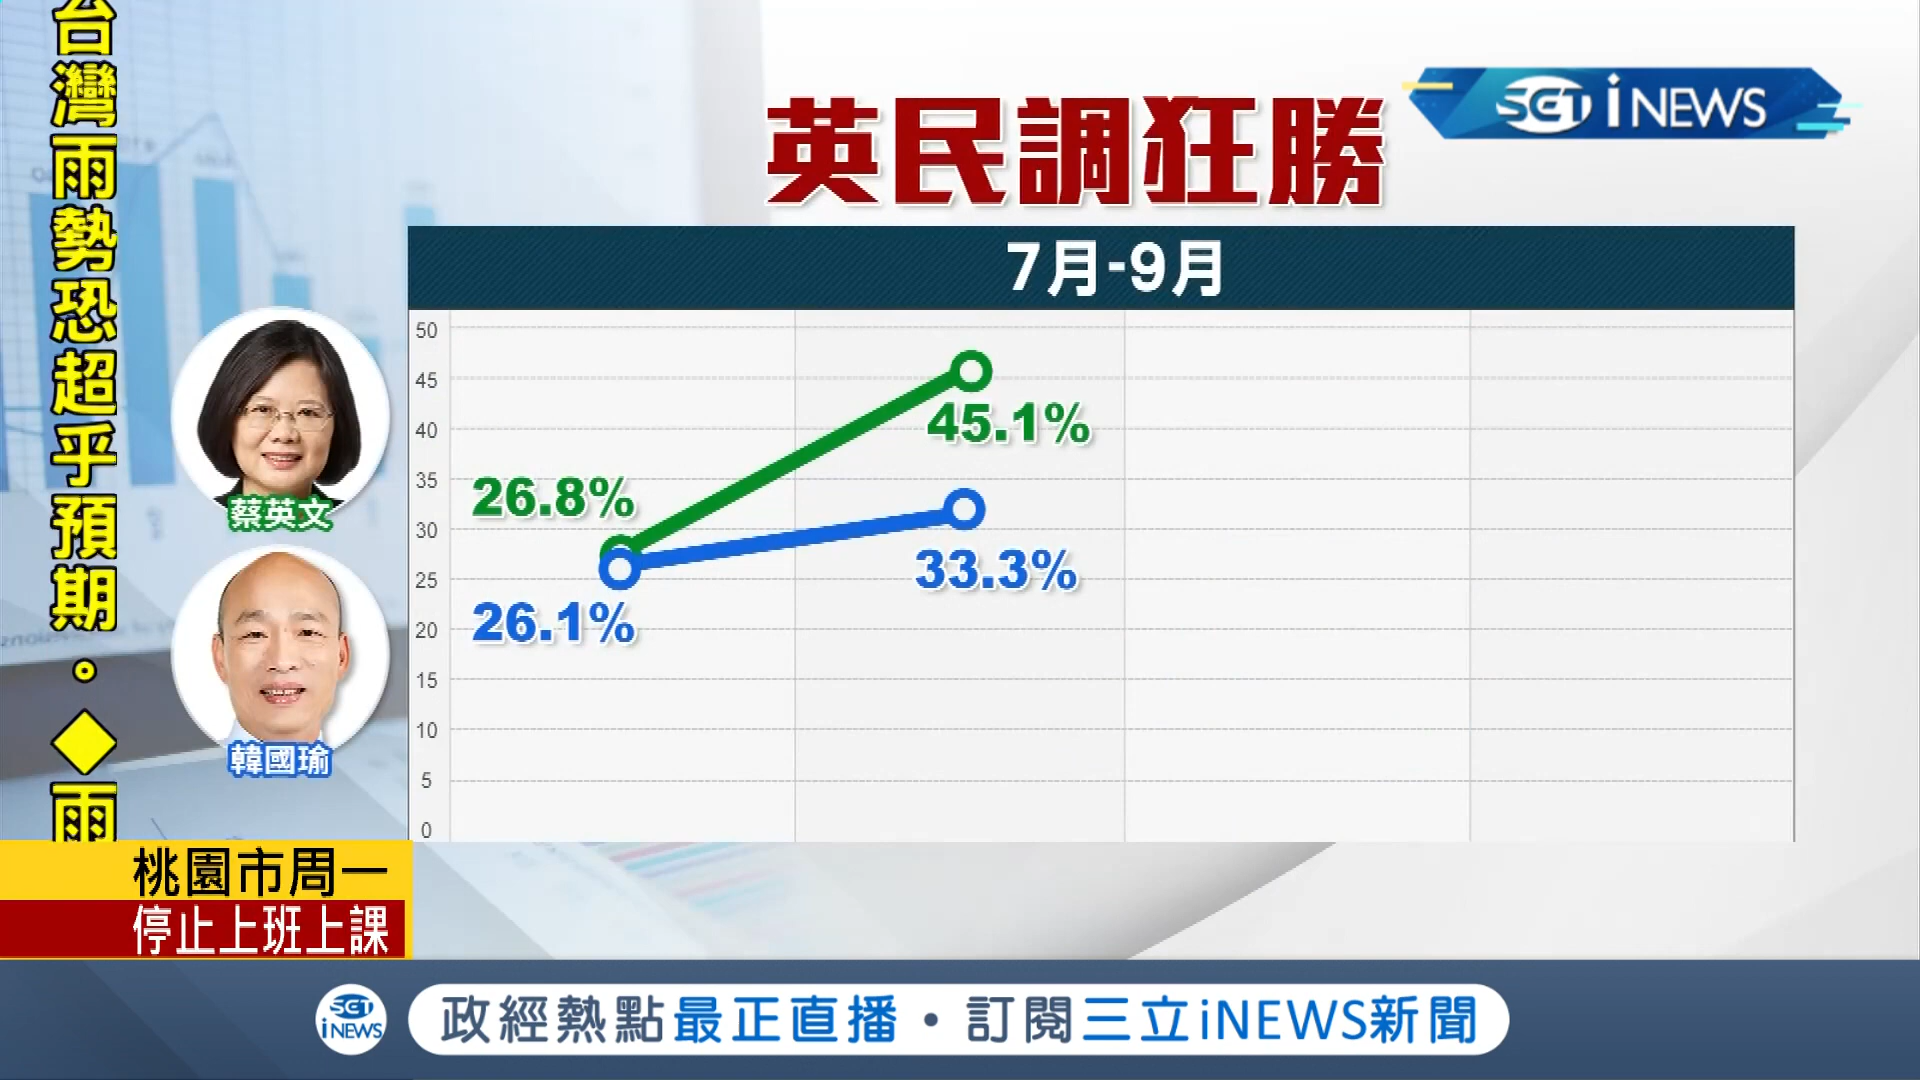 台灣雨勢恐超乎預期。◆雨
英民調狂勝
SET iNEWS
7月-9月
50
45
40
35
30
25
20
15
10
5
0
26.8%
45.1%
26.1%
33.3%
蔡英文
韓國瑜
桃園市周一
停止上班上課
SET iNEWS
政經熱點最正直播・訂閱三立iNEWS新聞